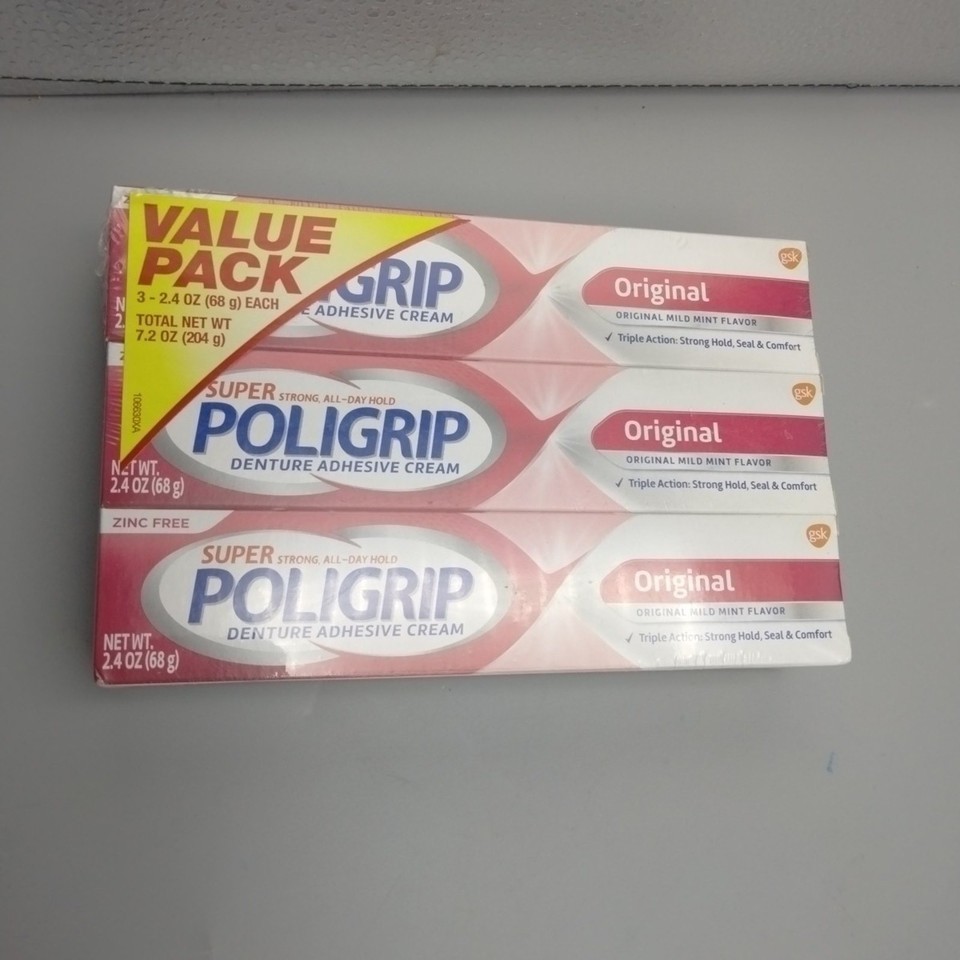 VALUE
PACK
3 - 2.4 OZ (68 g) EACH
TOTAL NET WT
7.2 OZ (204 g)
106630XA
IGRIP
E ADHESIVE CREAM
gsk
Original
ORIGINAL MILD MINT FLAVOR
✓ Triple Action: Strong Hold, Seal & Comfort
SUPER STRONG, ALL-DAY HOLD
POLIGRIP
DENTURE ADHESIVE CREAM
NET WT.
2.4 OZ (68 g)
gsk
Original
ORIGINAL MILD MINT FLAVOR
✓ Triple Action: Strong Hold, Seal & Comfort
ZINC FREE
SUPER STRONG, ALL-DAY HOLD
POLIGRIP
DENTURE ADHESIVE CREAM
NET WT.
2.4 OZ (68 g)
gsk
Original
ORIGINAL MILD MINT FLAVOR
✓ Triple Action: Strong Hold, Seal & Comfort